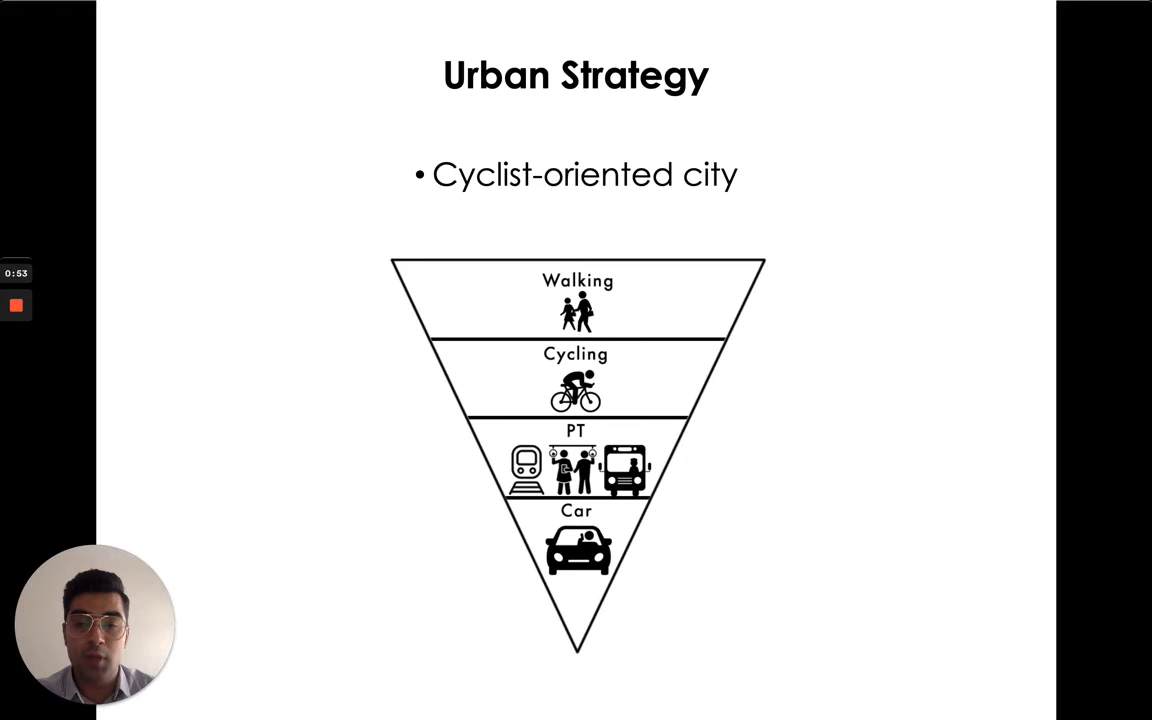 Urban Strategy
• Cyclist-oriented city
Walking
Cycling
PT
Car
0:53